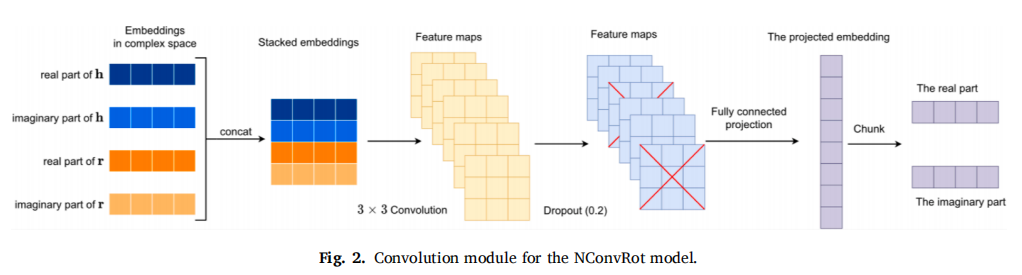 Embeddings
in complex space
real part of h
imaginary part of h
real part of r
imaginary part of r
concat
Stacked embeddings
3 × 3 Convolution
Feature maps
Dropout (0.2)
Feature maps
Fully connected
projection
The projected embedding
Chunk
The real part
The imaginary part
Fig. 2. Convolution module for the NConvRot model.